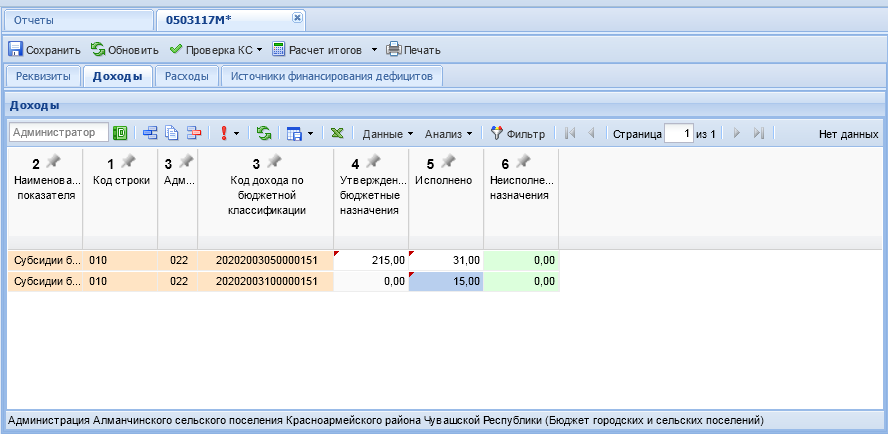 Отчеты 0503117М*
Сохранить Обновить Проверка КС Расчет итогов Печать
Реквизиты Доходы Расходы Источники финансирования дефицитов
Доходы
Администратор Данные Анализ Фильтр Страница 1 из 1 Нет данных
2 1 3 3 4 5 6
Наименова... Код строки Адм... Код дохода по Утвержден... Исполнено Неисполне...
показателя бюджетной бюджетные назначения
классификации назначения
Субсидии б... 010 022 20202003050000151 215,00 31,00 0,00
Субсидии б... 010 022 20202003100000151 0,00 15,00 0,00
Администрация Алманчинского сельского поселения Красноармейского района Чувашской Республики (Бюджет городских и сельских поселений)